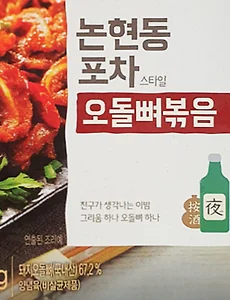 논현동
포차 스타일
오돌뼈볶음
친구가 생각나는 이밤
그리움 하나 오돌뼈 하나
按酒
夜
연출된 조리예
g
돼지오돌뼈(국내산) 67.2%
양념육(비살균제품)